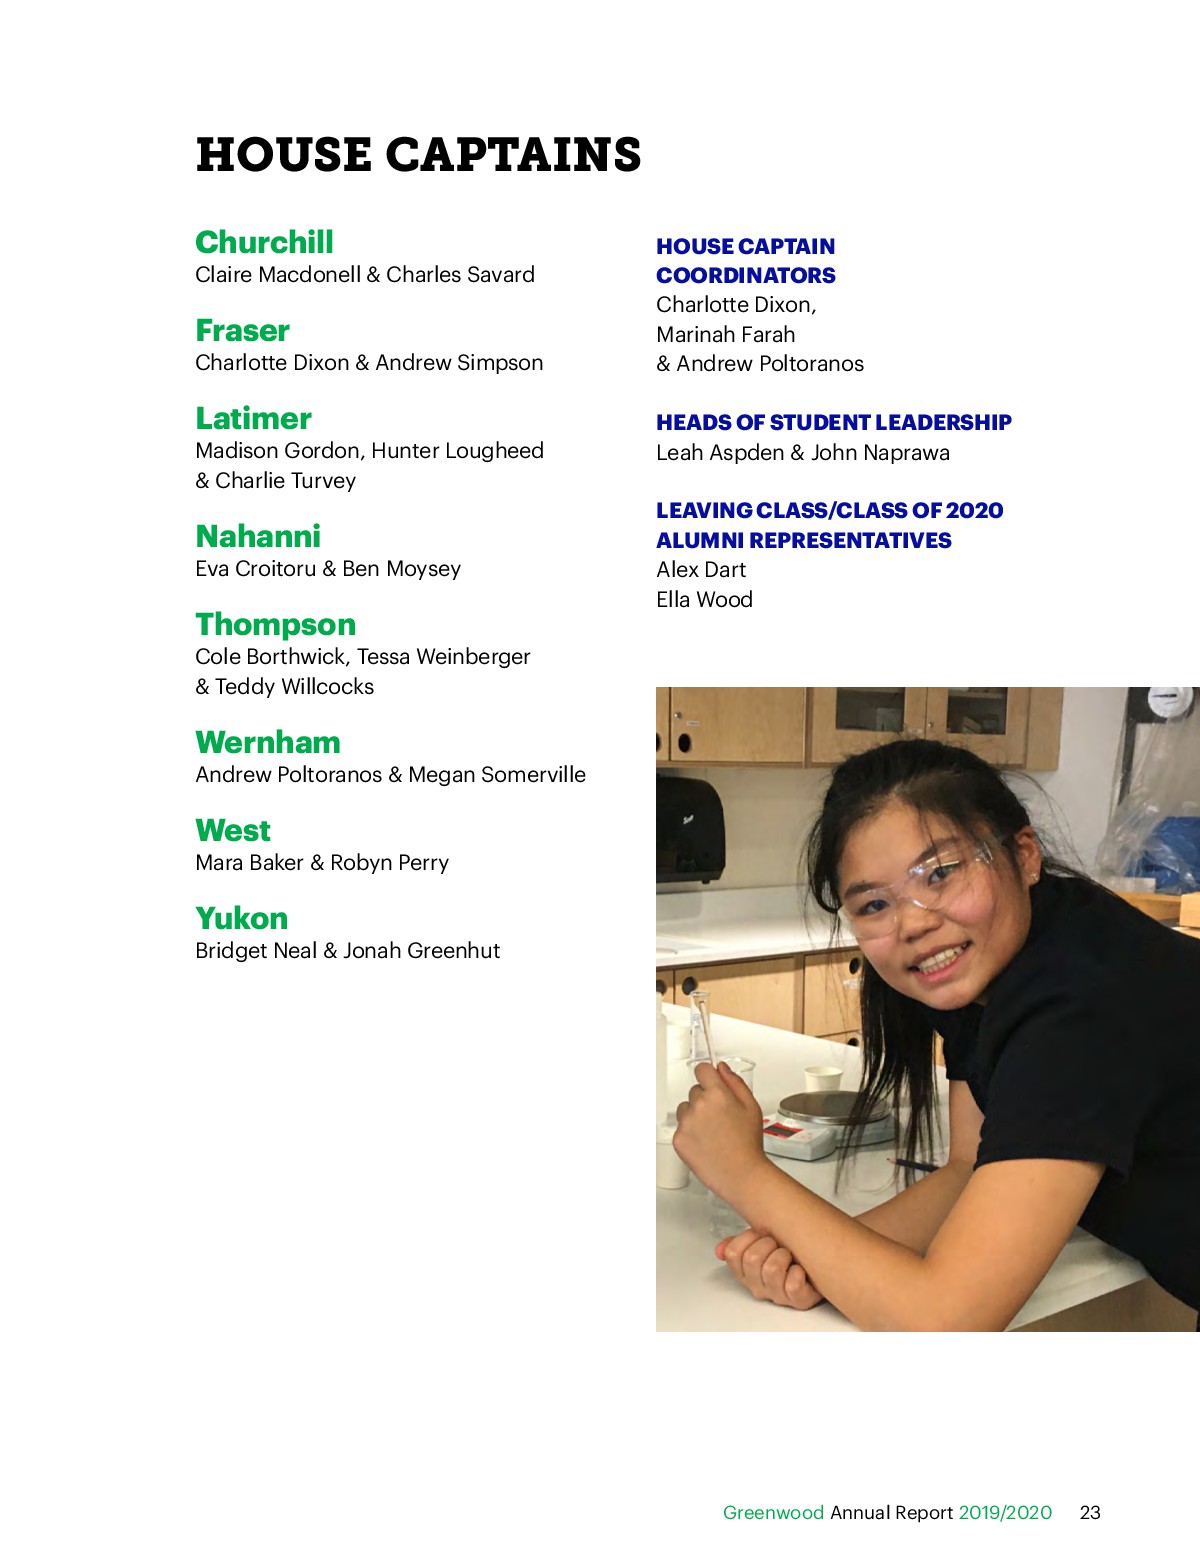 HOUSE CAPTAINS
Churchill
Claire Macdonell & Charles Savard
Fraser
Charlotte Dixon & Andrew Simpson
Latimer
Madison Gordon, Hunter Lougheed
& Charlie Turvey
Nahanni
Eva Croitoru & Ben Moysey
Thompson
Cole Borthwick, Tessa Weinberger
& Teddy Willcocks
Wernham
Andrew Poltoranos & Megan Somerville
West
Mara Baker & Robyn Perry
Yukon
Bridget Neal & Jonah Greenhut
HOUSE CAPTAIN
COORDINATORS
Charlotte Dixon,
Marinah Farah
& Andrew Poltoranos
HEADS OF STUDENT LEADERSHIP
Leah Aspden & John Naprawa
LEAVING CLASS/CLASS OF 2020
ALUMNI REPRESENTATIVES
Alex Dart
Ella Wood
Greenwood Annual Report 2019/2020 23